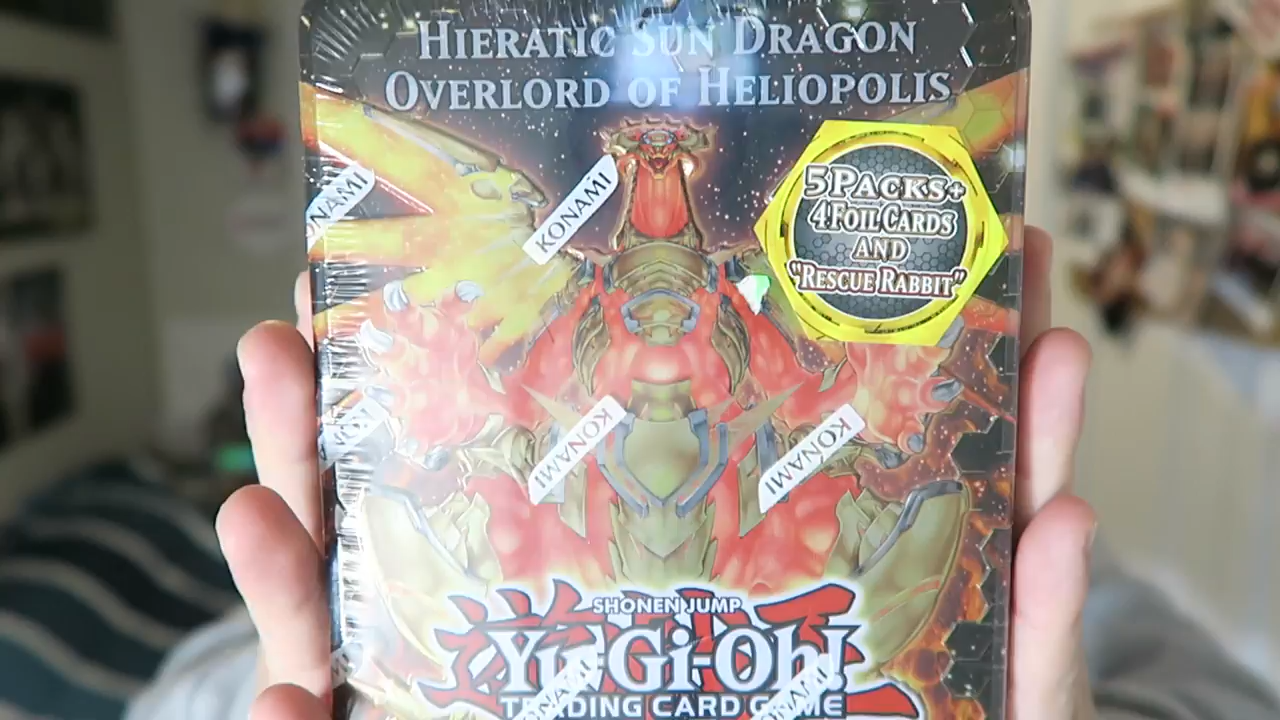 HIERATIC SUN DRAGON
OVERLORD OF HELIOPOLIS
5 PACKS+
4 FOIL CARDS
AND
"RESCUE RABBIT"
KONAMI
KONAMI
KONAMI
KONAMI
SHONEN JUMP
Yu-Gi-Oh!
TRADING CARD GAME